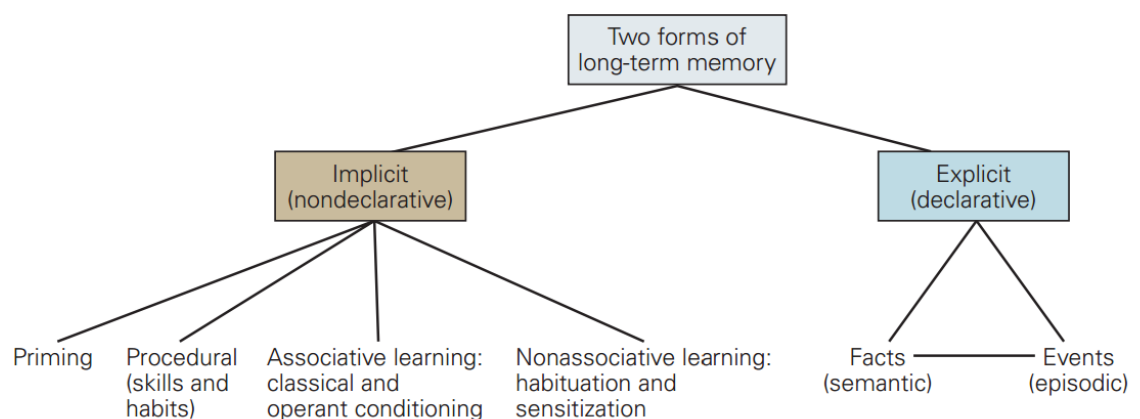 Two forms of
long-term memory
Implicit
(nondeclarative)
Explicit
(declarative)
Priming
Procedural
(skills and
habits)
Associative learning:
classical and
operant conditioning
Nonassociative learning:
habituation and
sensitization
Facts
(semantic)
Events
(episodic)